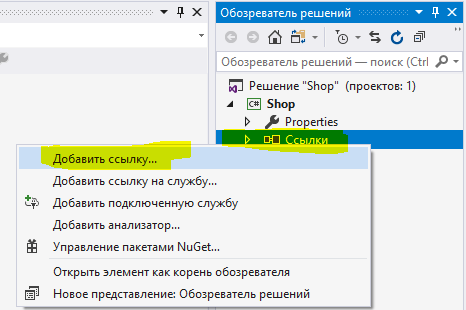 Обозреватель решений
Обозреватель решений — поиск (Ctrl
Решение "Shop" (проектов: 1)
C# Shop
Properties
Ссылки
Добавить ссылку...
Добавить ссылку на службу...
Добавить подключенную службу
Добавить анализатор...
Управление пакетами NuGet...
Открыть элемент как корень обозревателя
Новое представление: Обозреватель решений